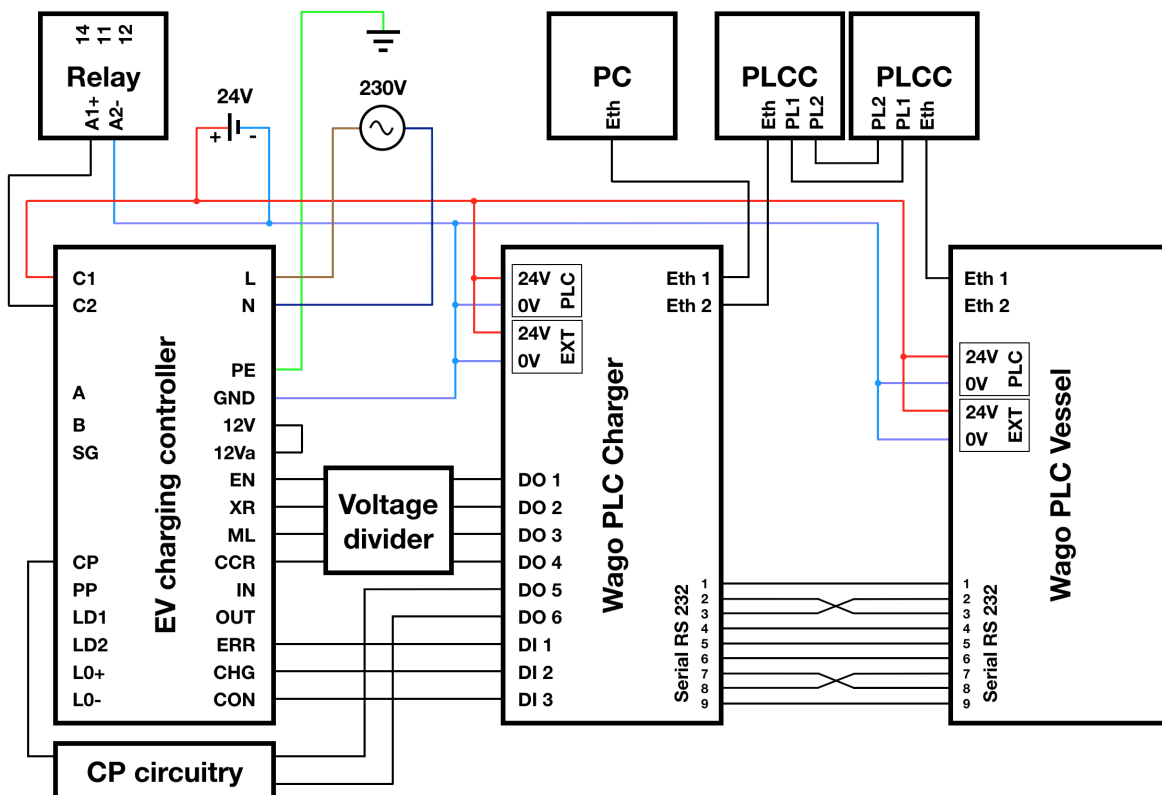 14
11
12
Relay
A1+
A2-
24V
+
-
230V
PC
Eth
PLCC
Eth
PL1
PL2
PLCC
PL2
PL1
Eth
EV charging controller
C1
C2
A
B
SG
CP
PP
LD1
LD2
L0+
L0-
L
N
PE
GND
12V
12Va
EN
XR
ML
CCR
IN
OUT
ERR
CHG
CON
Voltage
divider
CP circuitry
Wago PLC Charger
24V
0V
PLC
24V
0V
EXT
DO 1
DO 2
DO 3
DO 4
DO 5
DO 6
DI 1
DI 2
DI 3
Eth 1
Eth 2
Serial RS 232
1
2
3
4
5
6
7
8
9
Wago PLC Vessel
Eth 1
Eth 2
24V
0V
PLC
24V
0V
EXT
1
2
3
4
5
6
7
8
9
Serial RS 232